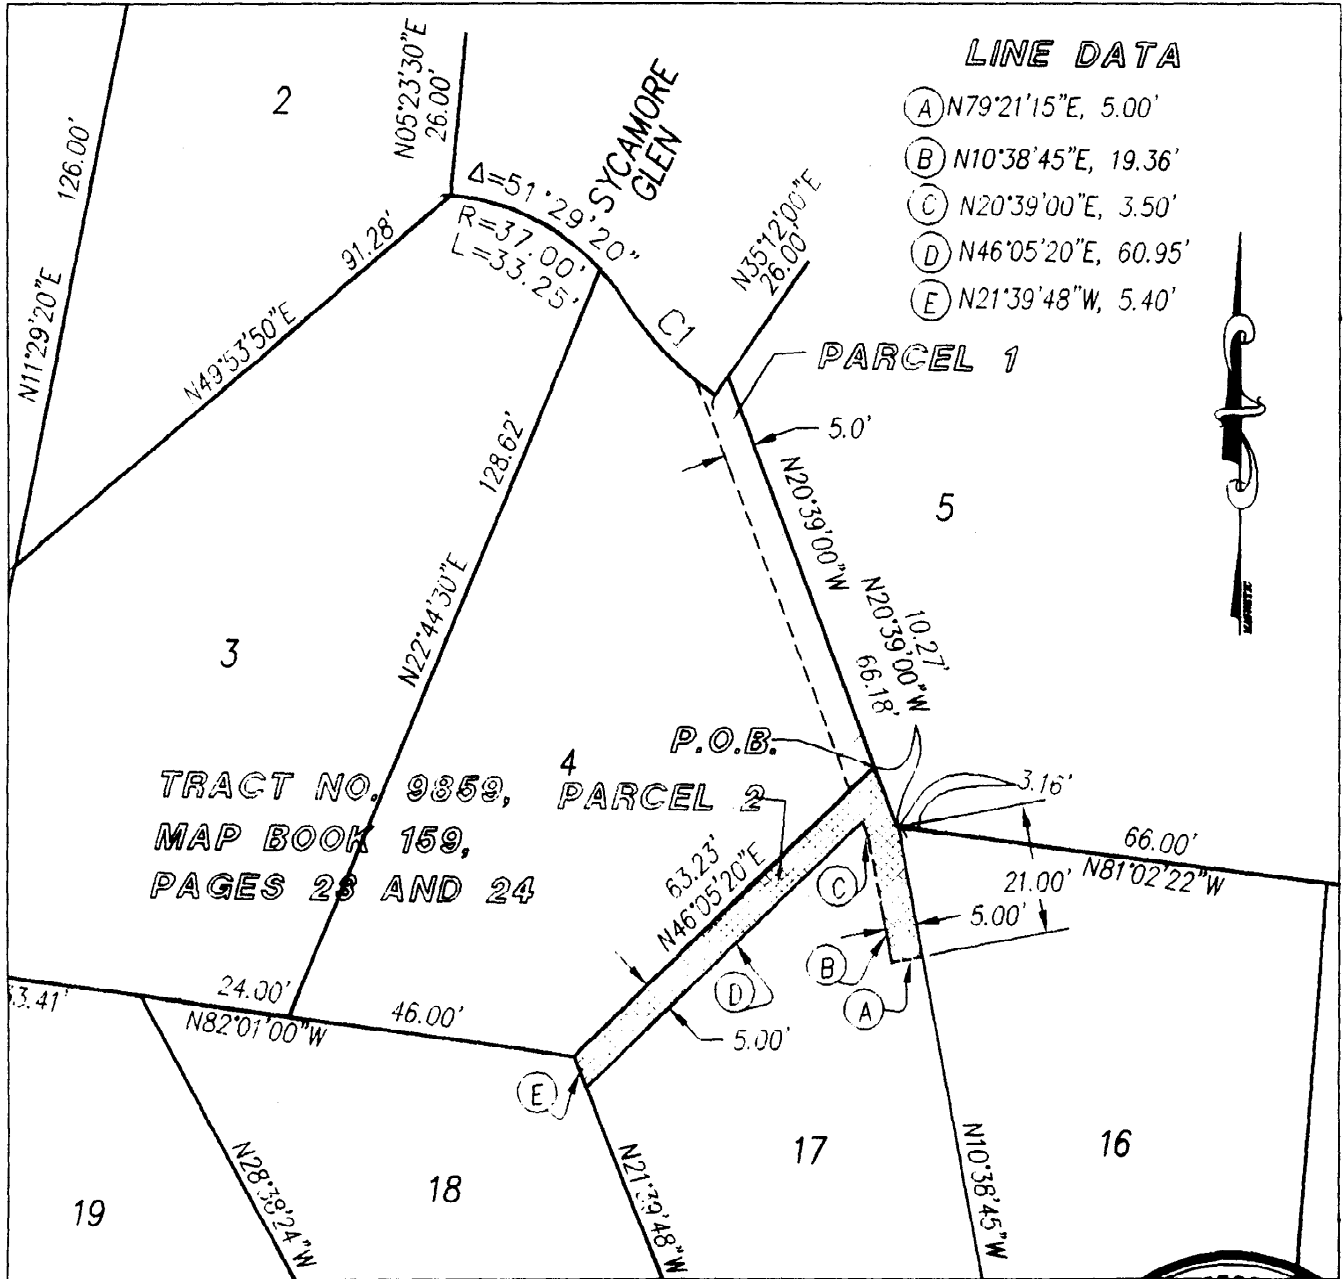 LINE DATA
A N79°21'15"E, 5.00'
B N10°38'45"E, 19.36'
C N20°39'00"E, 3.50'
D N46°05'20"E, 60.95'
E N21°39'48"W, 5.40'
N05°23'30"E
26.00'
2
SYCAMORE
GLEN
126.00'
N11°29'20"E
91.28'
N49°53'50"E
Δ=51°29'20"
R=37.00'
L=33.25'
C1
N35°12'00"E
26.00'
PARCEL 1
5.0'
128.62'
N22°44'30"E
N20°39'00"W
5
10.27'
N20°39'00"W
66.18'
3
P.O.B.
4
TRACT NO. 9859,
MAP BOOK 159,
PAGES 23 AND 24
PARCEL 2
3.16'
66.00'
N81°02'22"W
21.00'
5.00'
63.23'
N46°05'20"E
C
B
A
D
5.00'
E
53.41'
24.00'
N82°01'00"W
46.00'
N28°38'24"W
N21°39'48"W
N10°38'45"W
19
18
17
16